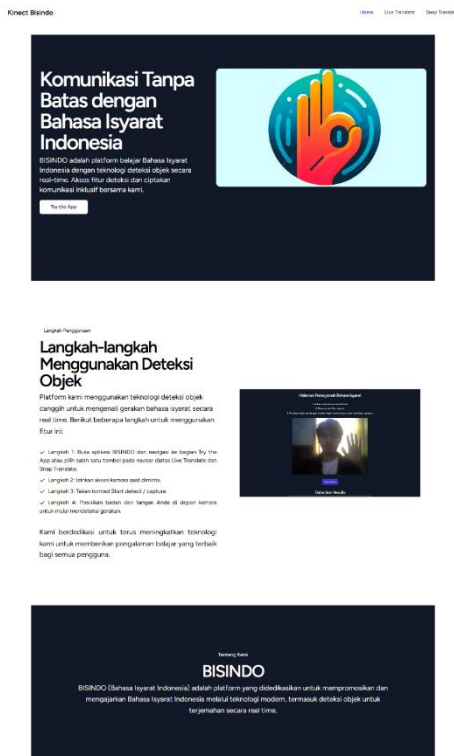 Kinect Bisindo
Home Live Translate Snap Translate
Komunikasi Tanpa
Batas dengan
Bahasa Isyarat
Indonesia
BISINDO adalah platform belajar Bahasa Isyarat
Indonesia dengan teknologi deteksi objek secara
real-time. Akses fitur deteksi dan ciptakan
komunikasi inklusif bersama kami.
Try the App
Langkah Penggunaan
Langkah-langkah
Menggunakan Deteksi
Objek
Platform kami menggunakan teknologi deteksi objek
canggih untuk mengenali gerakan bahasa isyarat secara
real time. Berikut beberapa langkah untuk menggunakan
fitur ini:
✓ Langkah 1: Buka aplikasi BISINDO dan navigasi ke bagian Try the
App atau pilih salah satu tombol pada navbar diatas Live Translate dan
Snap Translate.
✓ Langkah 2: Izinkan akses kamera saat diminta.
✓ Langkah 3: Tekan tombol Start detect / capture.
✓ Langkah 4: Posisikan badan dan tangan Anda di depan kamera
untuk mulai mendeteksi gerakan.
Kami berdedikasi untuk terus meningkatkan teknologi
kami untuk memberikan pengalaman belajar yang terbaik
bagi semua pengguna.
Halaman Penerjemah Bahasa Isyarat
Detection Results
Tentang Kami
BISINDO
BISINDO (Bahasa Isyarat Indonesia) adalah platform yang didedikasikan untuk mempromosikan dan
mengajarkan Bahasa Isyarat Indonesia melalui teknologi modern, termasuk deteksi objek untuk
terjemahan secara real time.